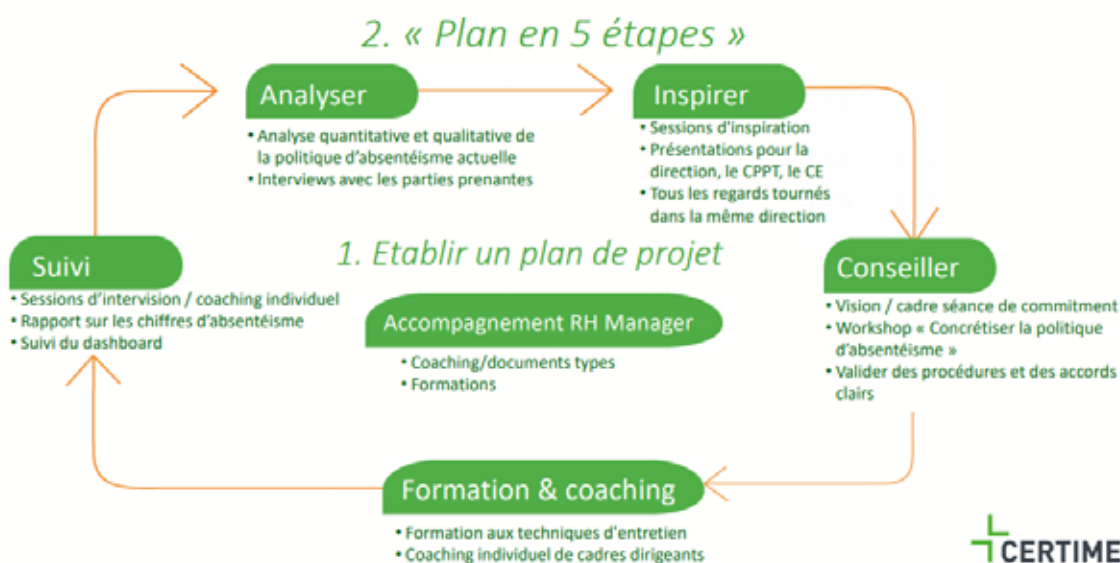 2. « Plan en 5 étapes »
Analyser
• Analyse quantitative et qualitative de
la politique d'absentéisme actuelle
• Interviews avec les parties prenantes
Inspirer
• Sessions d'inspiration
• Présentations pour la
direction, le CPPT, le CE
• Tous les regards tournés
dans la même direction
1. Etablir un plan de projet
Suivi
• Sessions d'intervision / coaching individuel
• Rapport sur les chiffres d'absentéisme
• Suivi du dashboard
Accompagnement RH Manager
• Coaching/documents types
• Formations
Conseiller
• Vision / cadre séance de commitment
• Workshop « Concrétiser la politique
d'absentéisme »
• Valider des procédures et des accords
clairs
Formation & coaching
• Formation aux techniques d'entretien
• Coaching individuel de cadres dirigeants
CERTIME